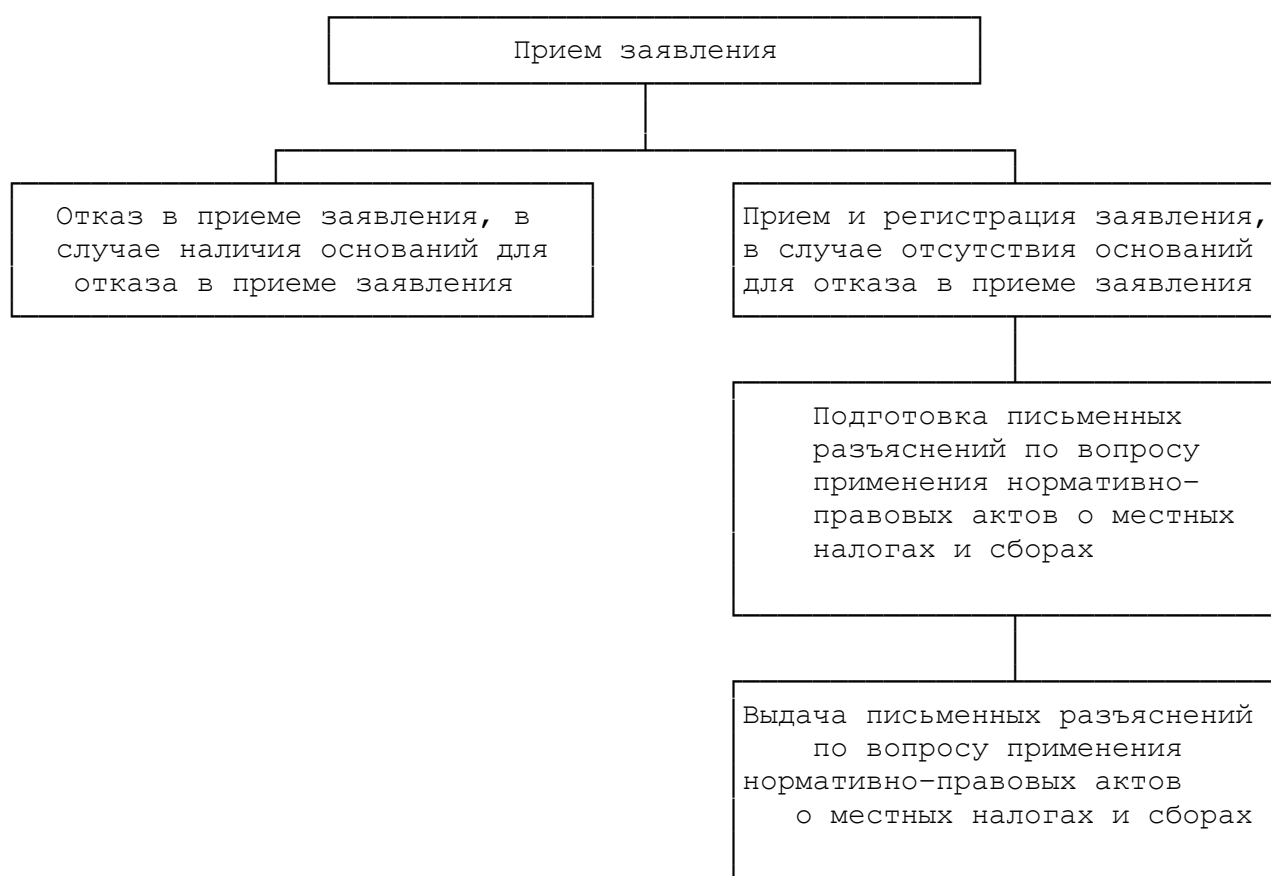 Прием заявления
Отказ в приеме заявления, в
случае наличия оснований для
отказа в приеме заявления
Прием и регистрация заявления,
в случае отсутствия оснований
для отказа в приеме заявления
Подготовка письменных
разъяснений по вопросу
применения нормативно-
правовых актов о местных
налогах и сборах
Выдача письменных разъяснений
по вопросу применения
нормативно-правовых актов
о местных налогах и сборах